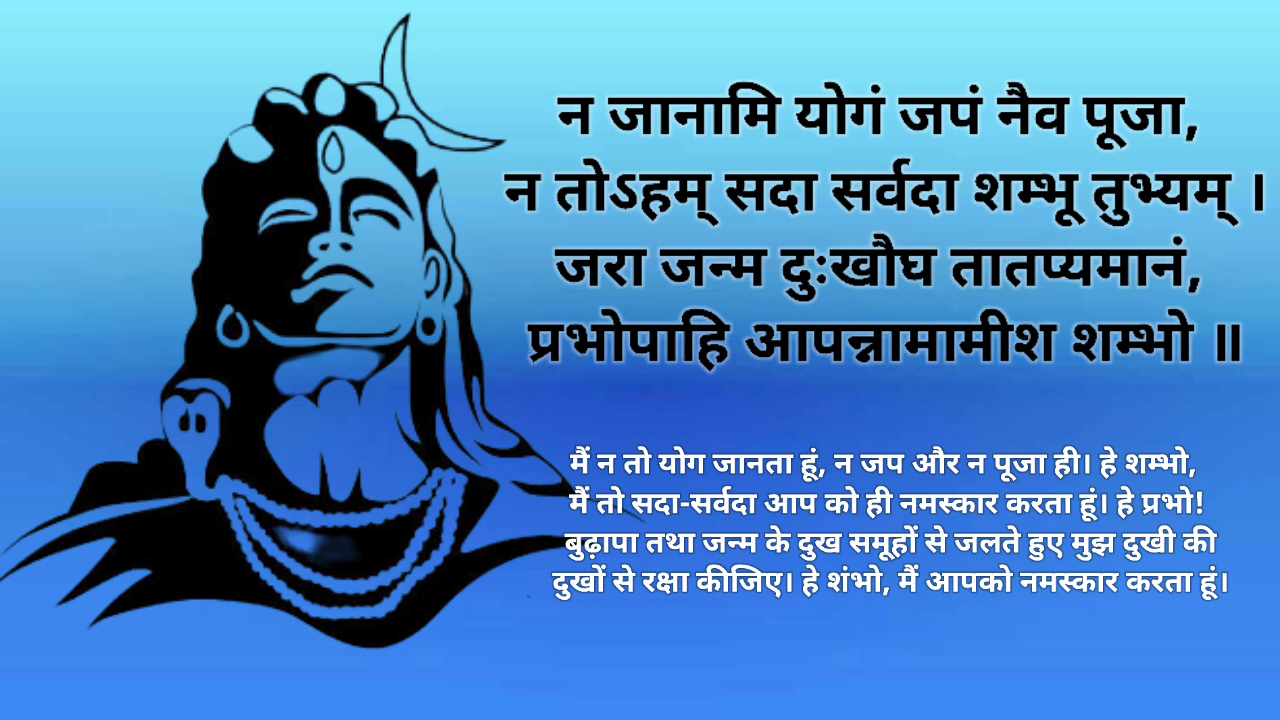 न जानामि योगं जपं नैव पूजा,
न तोऽहम् सदा सर्वदा शम्भू तुभ्यम् ।
जरा जन्म दुःखौघ तातप्यमानं,
प्रभोपाहि आपन्नामामीश शम्भो ॥
मैं न तो योग जानता हूं, न जप और न पूजा ही। हे शम्भो,
मैं तो सदा-सर्वदा आप को ही नमस्कार करता हूं। हे प्रभो!
बुढ़ापा तथा जन्म के दुख समूहों से जलते हुए मुझ दुखी की
दुखों से रक्षा कीजिए। हे शंभो, मैं आपको नमस्कार करता हूं।